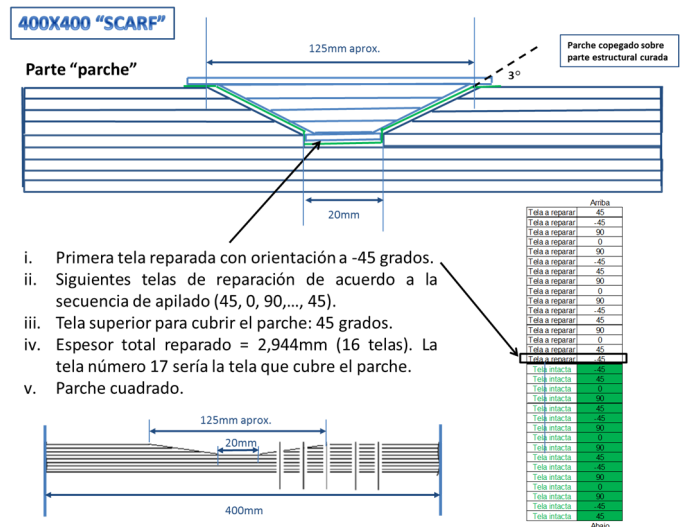 400X400 “SCARF”
125mm aprox.
Parche copegado sobre
parte estructural curada
Parte “parche”
3°
20mm
i. Primera tela reparada con orientación a -45 grados.
ii. Siguientes telas de reparación de acuerdo a la
secuencia de apilado (45, 0, 90,..., 45).
iii. Tela superior para cubrir el parche: 45 grados.
iv. Espesor total reparado = 2,944mm (16 telas). La
tela número 17 sería la tela que cubre el parche.
v. Parche cuadrado.
Arriba
Tela a reparar 45
Tela a reparar -45
Tela a reparar 90
Tela a reparar 0
Tela a reparar 90
Tela a reparar -45
Tela a reparar 45
Tela a reparar 90
Tela a reparar 0
Tela a reparar 90
Tela a reparar -45
Tela a reparar 45
Tela a reparar 90
Tela a reparar 0
Tela a reparar 45
Tela a reparar -45
Tela intacta -45
Tela intacta 45
Tela intacta 0
Tela intacta 90
Tela intacta 45
Tela intacta -45
Tela intacta 90
Tela intacta 0
Tela intacta 90
Tela intacta 45
Tela intacta -45
Tela intacta 90
Tela intacta 0
Tela intacta 90
Tela intacta -45
Tela intacta 45
Abajo
125mm aprox.
20mm
400mm